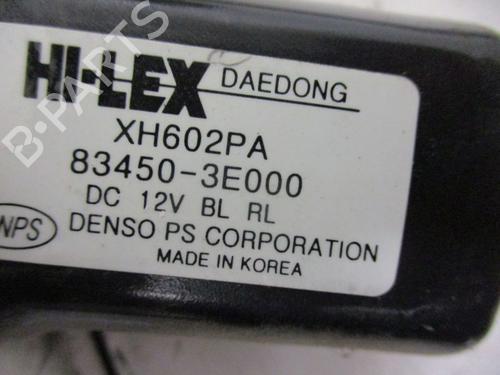 HI-LEX DAEDONG
XH602PA
83450-3E000
DC 12V BL RL
NPS DENSO PS CORPORATION
MADE IN KOREA
B-PARTS